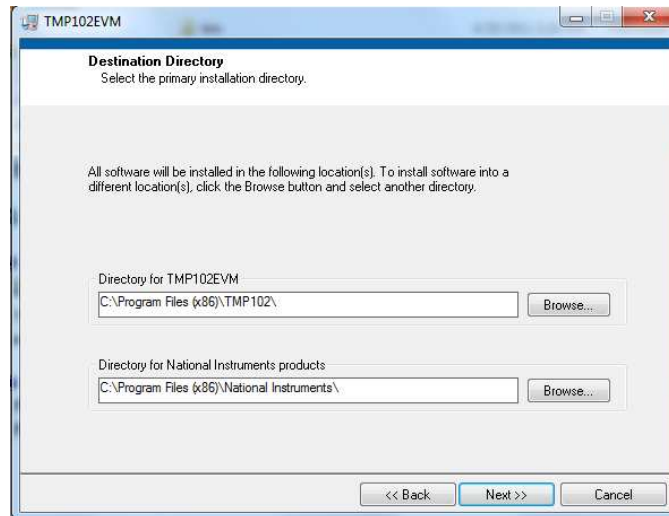 TMP102EVM
Destination Directory
Select the primary installation directory.
All software will be installed in the following location(s). To install software into a
different location(s), click the Browse button and select another directory.
Directory for TMP102EVM
C:\Program Files (x86)\TMP102\
Browse...
Directory for National Instruments products
C:\Program Files (x86)\National Instruments\
Browse...
<< Back
Next >>
Cancel